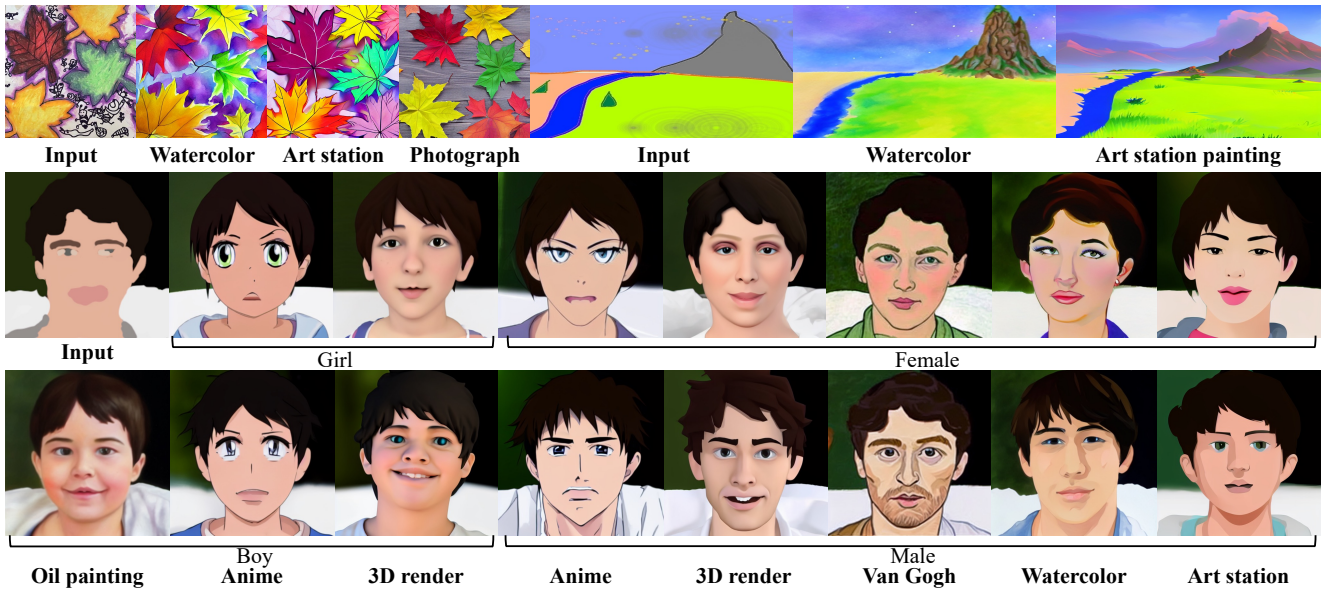 Input Watercolor Art station Photograph Input Watercolor Art station painting
Input
Girl
Female
Boy
Male
Oil painting Anime 3D render Anime 3D render Van Gogh Watercolor Art station